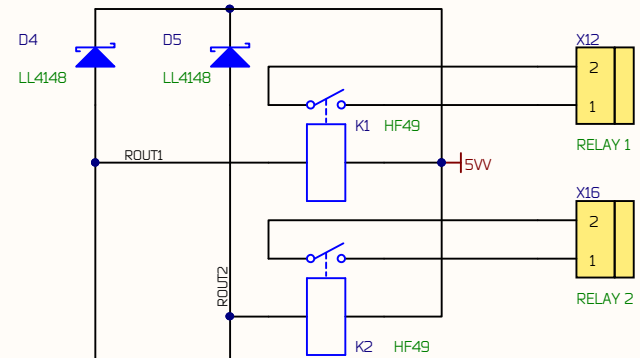 D4
D5
X12
LL4148
LL4148
2
K1
HF49
1
RELAY 1
ROUT1
5VV
X16
2
1
ROUT2
RELAY 2
K2
HF49